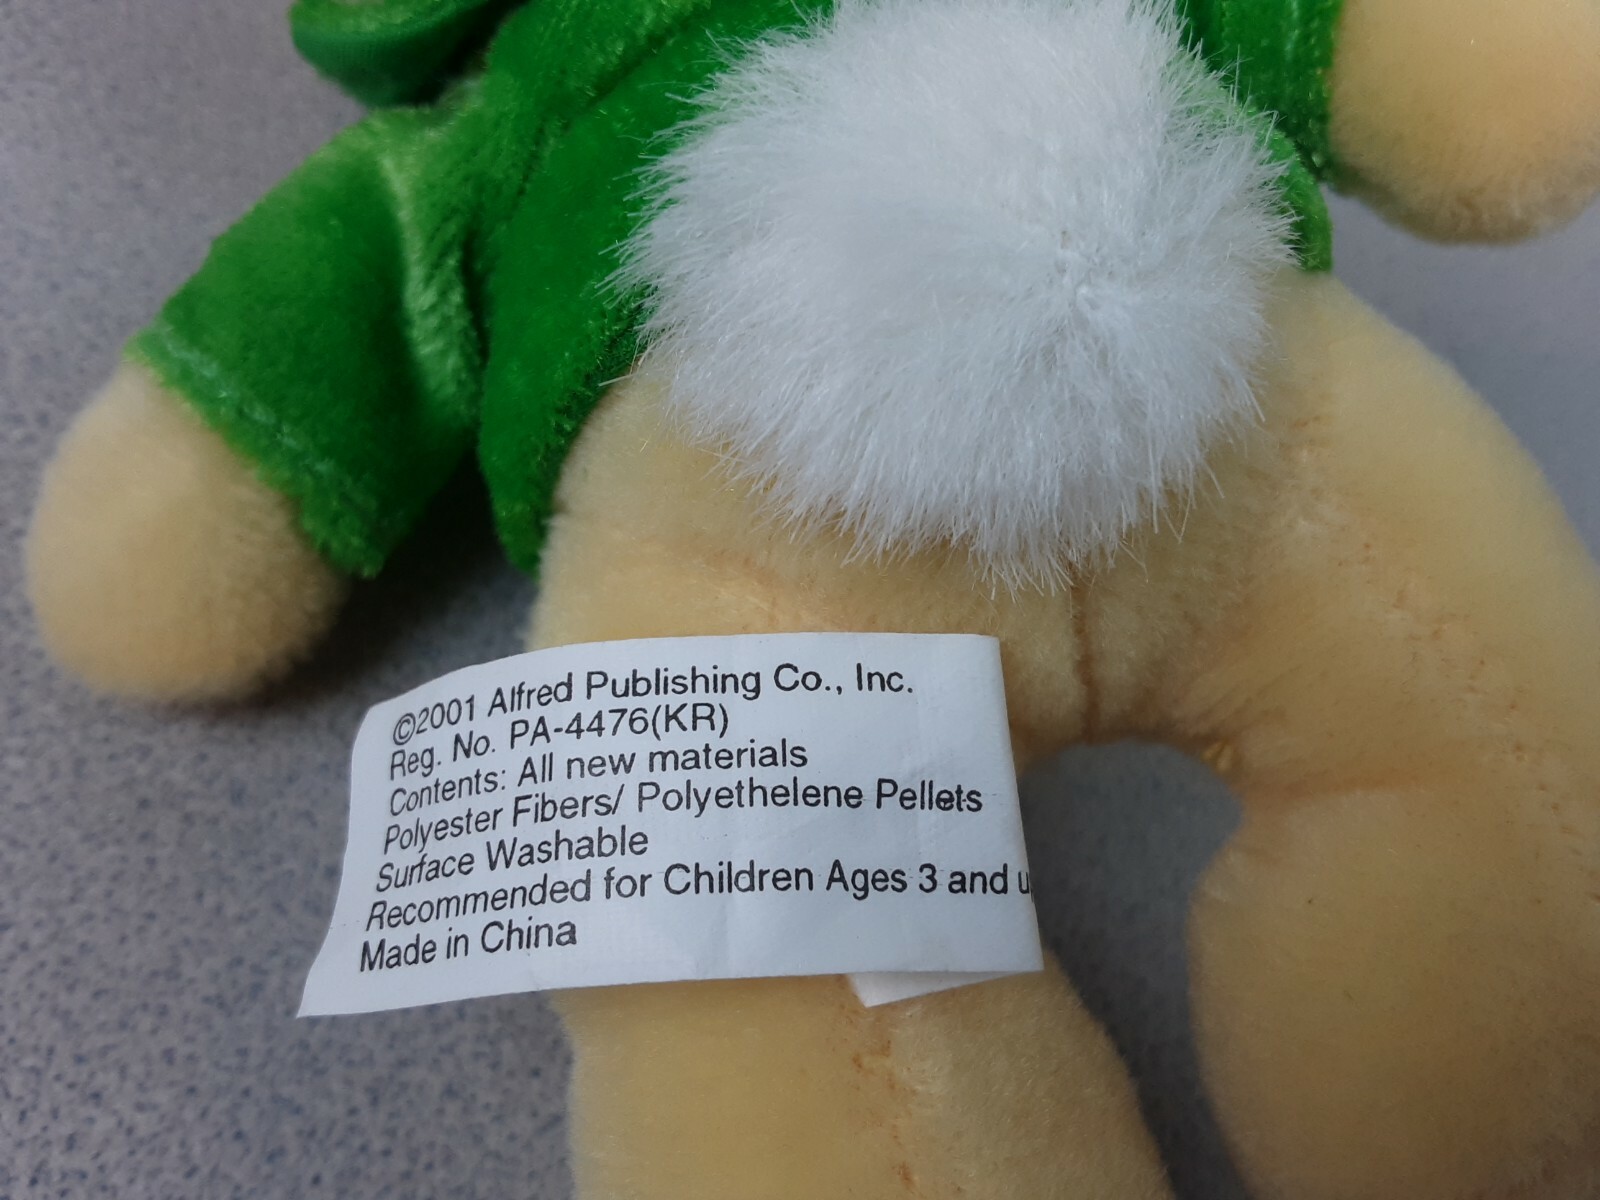 ©2001 Alfred Publishing Co., Inc.
Reg. No. PA-4476(KR)
Contents: All new materials
Polyester Fibers/ Polyethelene Pellets
Surface Washable
Recommended for Children Ages 3 and
Made in China